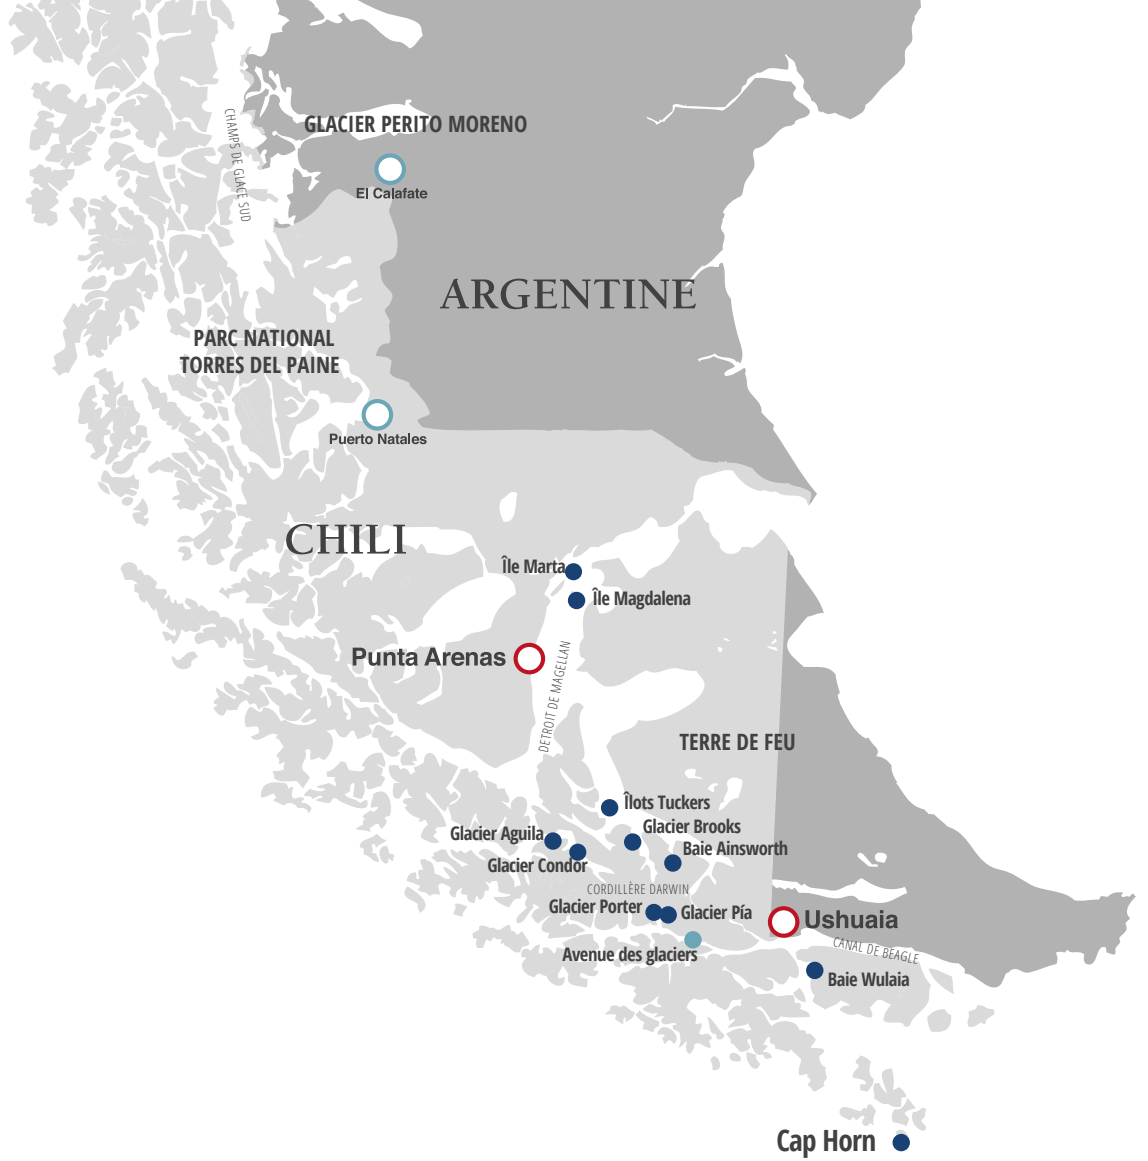 CHAMPS DE GLACE SUD
GLACIER PERITO MORENO
El Calafate
ARGENTINE
PARC NATIONAL
TORRES DEL PAINE
Puerto Natales
CHILI
Île Marta
Île Magdalena
Punta Arenas
DETROIT DE MAGELLAN
TERRE DE FEU
Îlots Tuckers
Glacier Brooks
Glacier Aguila
Baie Ainsworth
Glacier Condor
CORDILLÈRE DARWIN
Glacier Porter
Glacier Pía
Ushuaia
CANAL DE BEAGLE
Avenue des glaciers
Baie Wulaia
Cap Horn